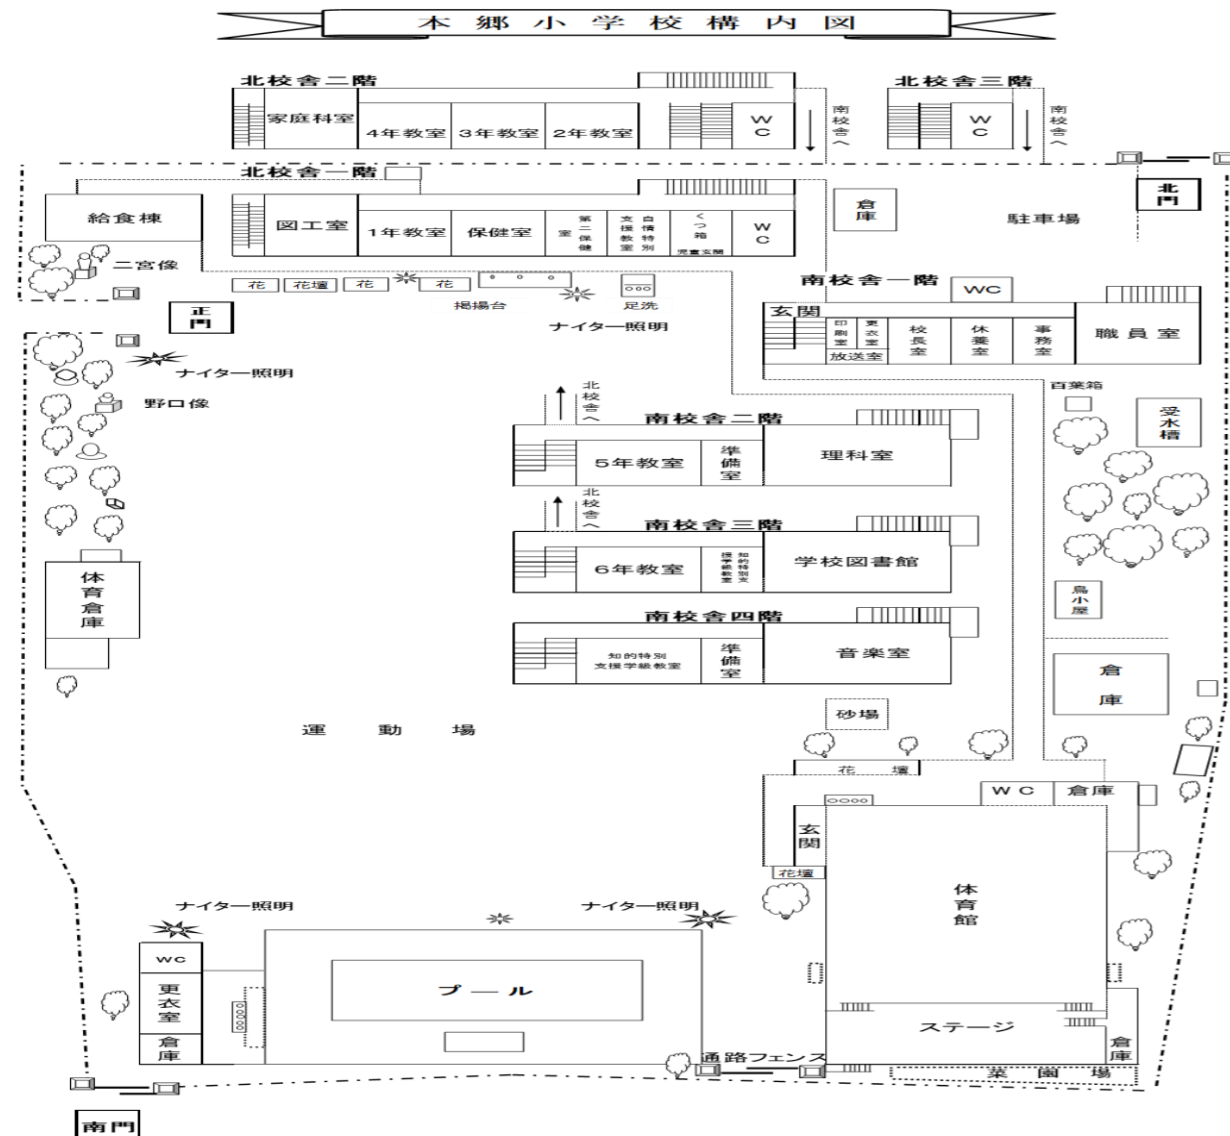 本郷小学校構内図
北校舎二階
北校舎三階
家庭科室
4年教室
3年教室
2年教室
WC
南校舎へ
WC
南校舎へ
北校舎一階
北門
給食棟
図工室
1年教室
保健室
第二保健室
自情特別支援教室
くつ箱
児童玄関
WC
倉庫
駐車場
二宮像
花
花壇
花
花
掲揚台
足洗
南校舎一階
WC
正門
ナイター照明
玄関
印刷室
更衣室
放送室
校長室
休養室
事務室
職員室
ナイター照明
野口像
北校舎へ
南校舎二階
百葉箱
受水槽
5年教室
準備室
理科室
北校舎へ
南校舎三階
6年教室
知的特別支援学級教室
学校図書館
体育倉庫
鳥小屋
南校舎四階
知的特別
支援学級教室
準備室
音楽室
倉庫
砂場
運動場
花壇
WC
倉庫
玄関
花壇
体育館
ナイター照明
ナイター照明
WC
更衣室
倉庫
プール
ステージ
倉庫
通路フェンス
菜園場
南門